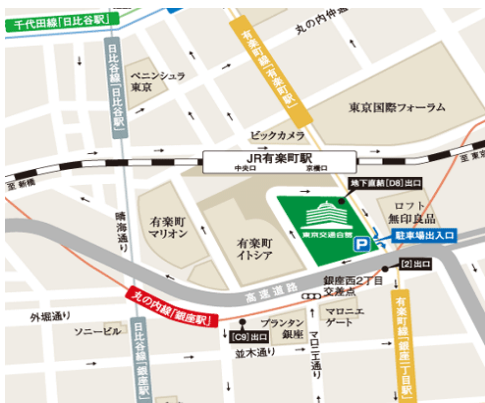 千代田線「日比谷駅」
丸の内仲通り
日比谷線「日比谷駅」
有楽町線「有楽町駅」
ペニンシュラ
東京
東京国際フォーラム
ビックカメラ
JR有楽町駅
中央口
京橋口
至新橋
至東京
地下直結[D8]出口
東京交通会館
ロフト
無印良品
P
駐車場出入口
晴海通り
有楽町
マリオン
有楽町
イトシア
[2]出口
高速道路
銀座西2丁目
交差点
丸の内線「銀座駅」
外堀通り
ソニービル
[C9]出口
プランタン
銀座
マロニエ
ゲート
並木通り
マロニエ通り
日比谷線「銀座駅」
有楽町線「銀座一丁目駅」